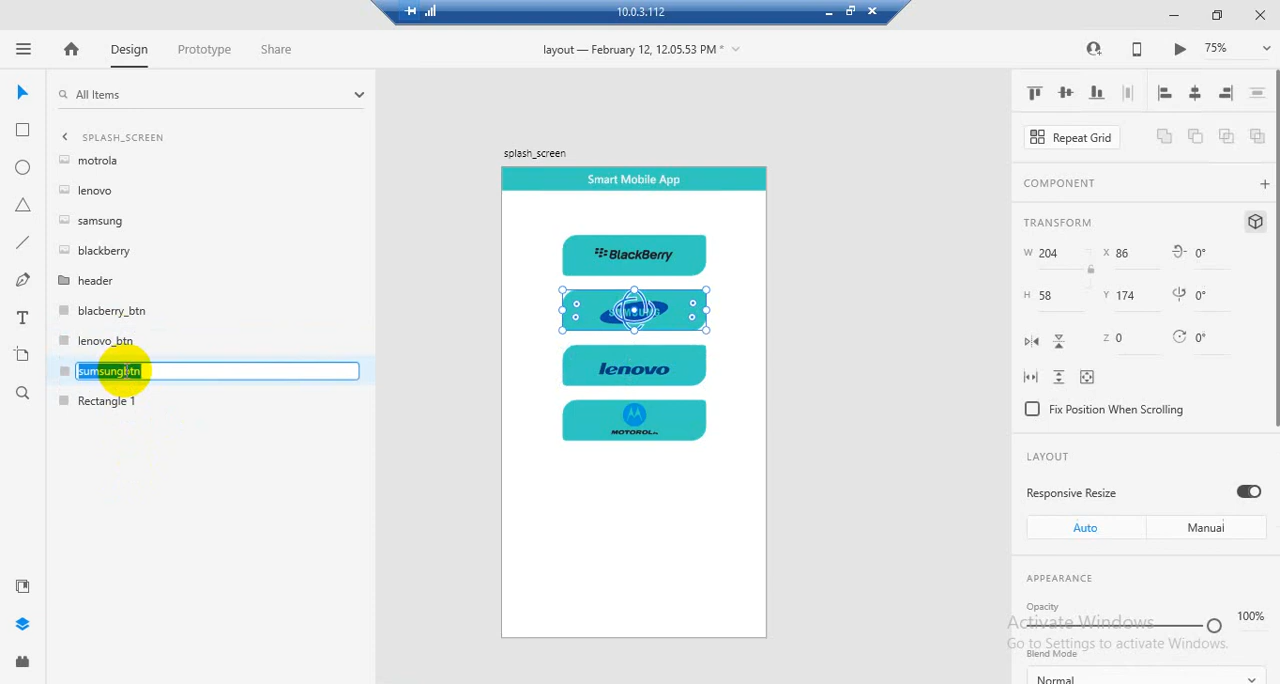 10.0.3.112
Design
Prototype
Share
layout — February 12, 12.05.53 PM *
75%
All Items
SPLASH_SCREEN
motrola
lenovo
samsung
blackberry
header
blacberry_btn
lenovo_btn
sumsungbtn
Rectangle 1
splash_screen
Smart Mobile App
BlackBerry
SAMSUNG
lenovo
MOTOROLA
Repeat Grid
COMPONENT
TRANSFORM
W 204 X 86 0°
H 58 Y 174 0°
Z 0 0°
Fix Position When Scrolling
LAYOUT
Responsive Resize
Auto Manual
APPEARANCE
Opacity
100%
Activate Windows
Go to Settings to activate Windows.
Blend Mode
Normal